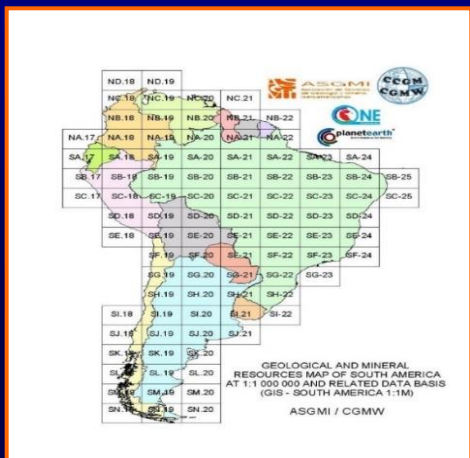 ND.18 ND.19
ASGMI
CCGM
CGMW
NC.18 NC.19 NC.20 NC.21
ONE
NB.18 NB.19 NB.20 NB.21 NB-22
planetearth
NA.17 NA.18 NA-19 NA-20 NA-21 NA-22
SA.17 SA.18 SA-19 SA-20 SA-21 SA-22 SA-23 SA-24
SB.17 SB-18 SB-19 SB-20 SB-21 SB-22 SB-23 SB-24 SB-25
SC.17 SC-18 SC-19 SC-20 SC-21 SC-22 SC-23 SC-24 SC-25
SD.18 SD.19 SD-20 SD-21 SD-22 SD-23 SD-24
SE.18 SE.19 SE-20 SE-21 SE-22 SE-23 SE-24
SF.19 SF.20 SF-21 SF-22 SF-23 SF-24
SG.19 SG.20 SG-21 SG-22 SG-23
SH.19 SH.20 SH-21 SH-22
SI.18 SI.19 SI.20 SI.21 SI-22
SJ.18 SJ.19 SJ.20 SJ.21
SK.19 SK.20
GEOLOGICAL AND MINERAL
RESOURCES MAP OF SOUTH AMERICA
AT 1:1 000 000 AND RELATED DATA BASIS
(GIS - SOUTH AMERICA 1:1M)
SL.19 SL.20
SM.19 SM.20
ASGMI / CGMW
SN.19 SN.20